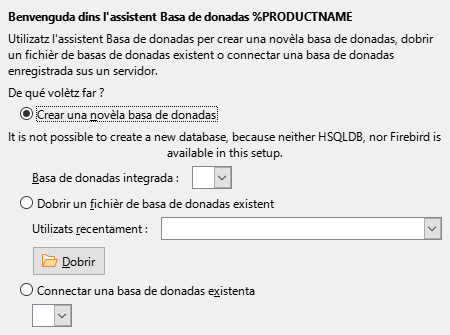 Benvenguda dins l'assistent Basa de donadas %PRODUCTNAME
Utilizatz l'assistent Basa de donadas per crear una novèla basa de donadas, dobrir
un fichièr de basas de donadas existent o connectar una basa de donadas
enregistrada sus un servidor.
De qué volètz far ?
Crear una novèla basa de donadas
It is not possible to create a new database, because neither HSQLDB, nor Firebird is
available in this setup.
Basa de donadas integrada :
Dobrir un fichièr de basa de donadas existent
Utilizats recentament :
Dobrir
Connectar una basa de donadas existenta